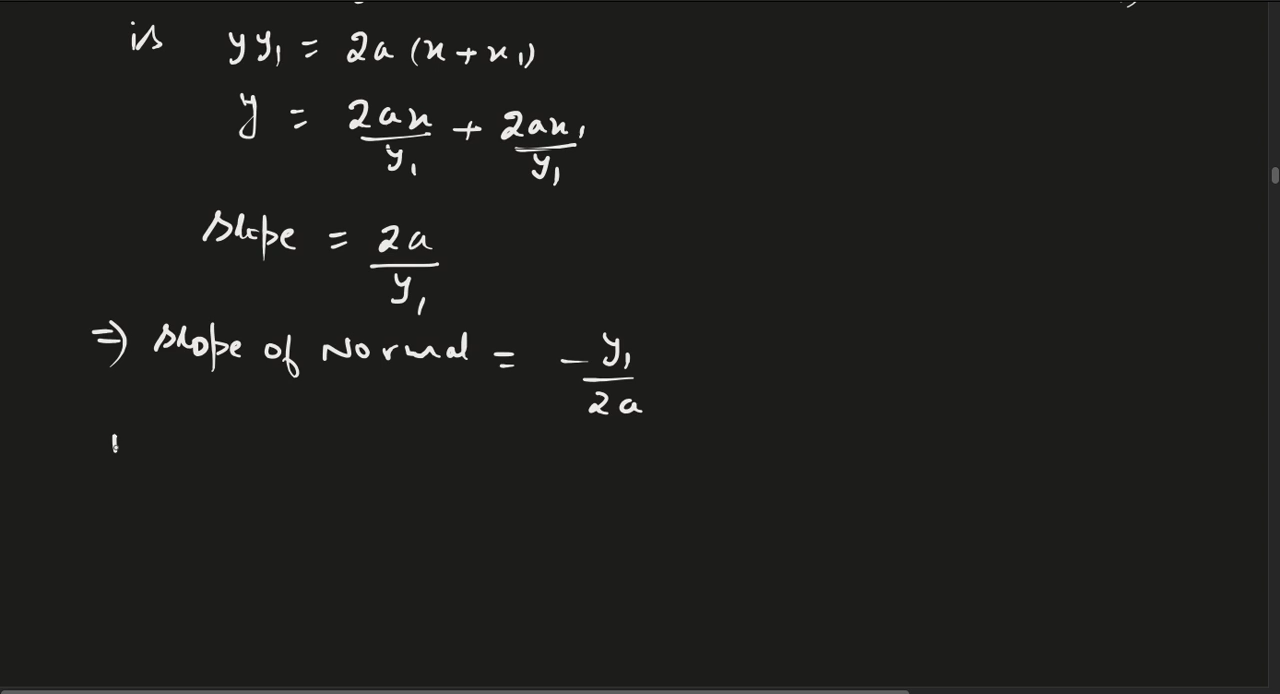 is yy₁ = 2a (x + x₁)
y = 2ax/y₁ + 2ax₁/y₁
slope = 2a/y₁
⇒ slope of Normal = - y₁/2a